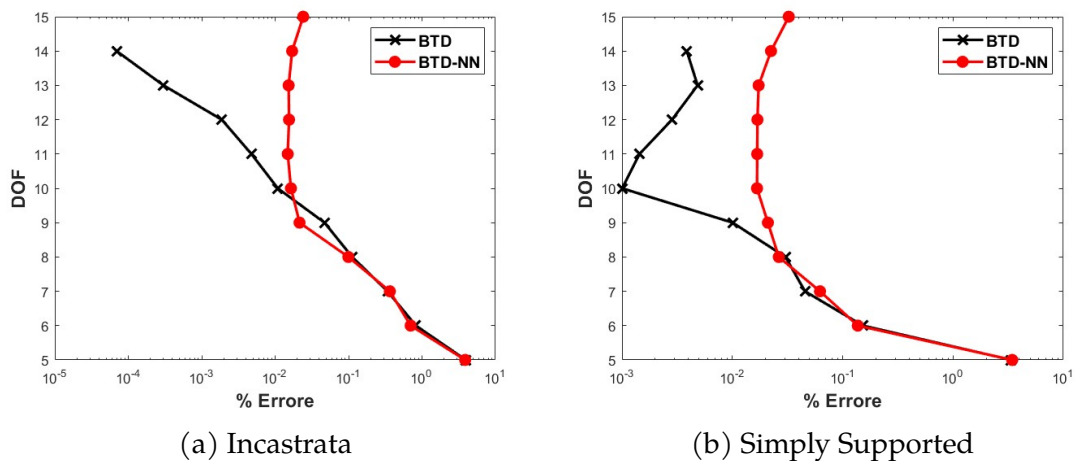 15
14
13
12
11
10
9
8
7
6
5
DOF
10^-5 10^-4 10^-3 10^-2 10^-1 10^0 10^1
% Errore
BTD
BTD-NN
(a) Incastrata
15
14
13
12
11
10
9
8
7
6
5
DOF
10^-3 10^-2 10^-1 10^0 10^1
% Errore
BTD
BTD-NN
(b) Simply Supported